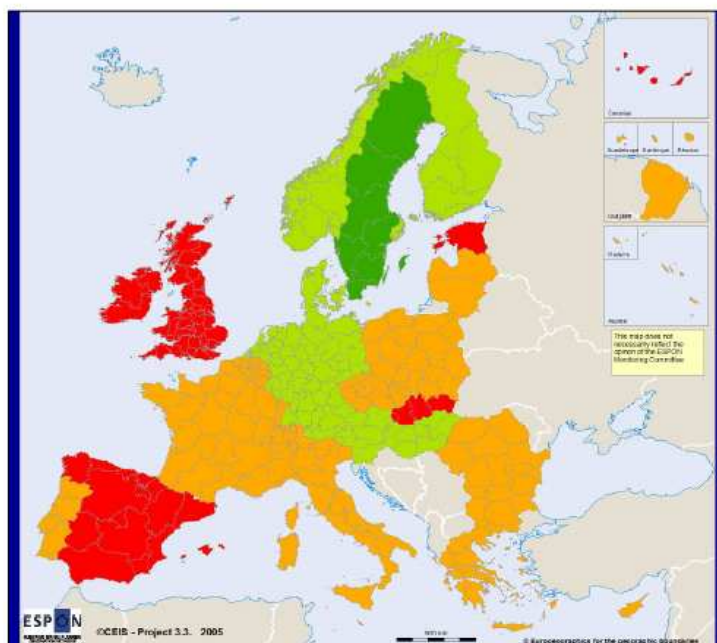 Canarias
Guadeloupe Martinique Réunion
Guyane
Madeira
This map does not
necessarily reflect the
opinion of the ESPON
Monitoring Committee
ESPON
©CEIS - Project 3.3. 2005
© EuroGeographics for the geographic boundaries